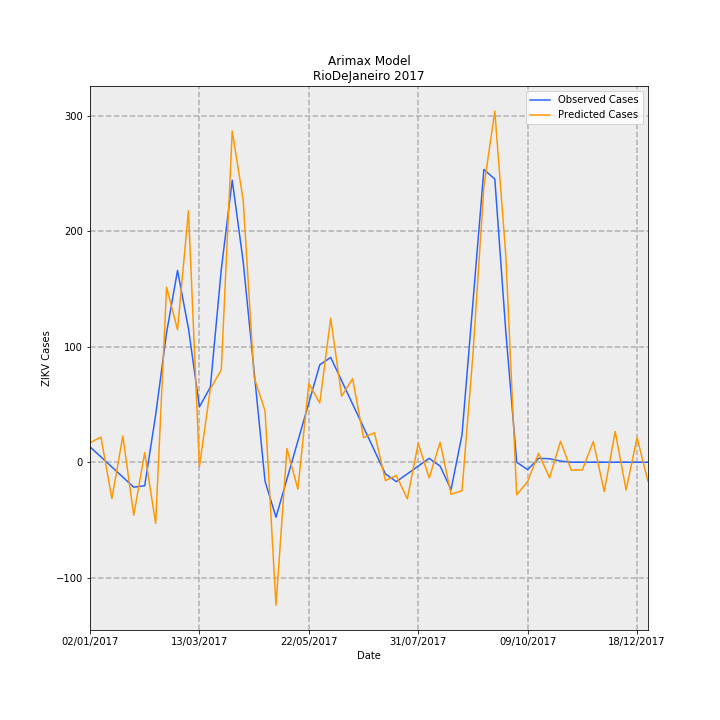 Arimax Model
RioDeJaneiro 2017
Observed Cases
Predicted Cases
300
200
100
0
−100
ZIKV Cases
02/01/2017 13/03/2017 22/05/2017 31/07/2017 09/10/2017 18/12/2017
Date